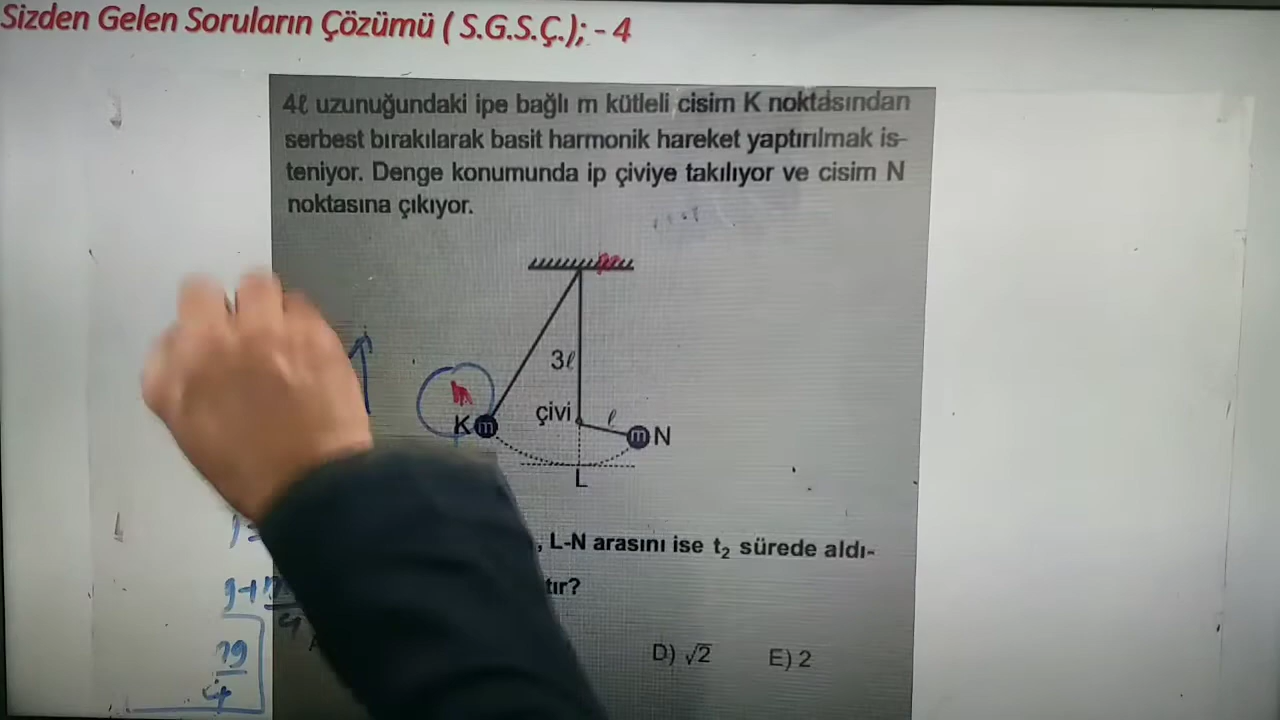 Sizden Gelen Soruların Çözümü ( S.G.S.Ç.); - 4
4ℓ uzunuğundaki ipe bağlı m kütleli cisim K noktasından
serbest bırakılarak basit harmonik hareket yaptırılmak is-
teniyor. Denge konumunda ip çiviye takılıyor ve cisim N
noktasına çıkıyor.
3ℓ
çivi
ℓ
K m
m N
L
, L-N arasını ise t₂ sürede aldı-
tır?
D) √2 E) 2